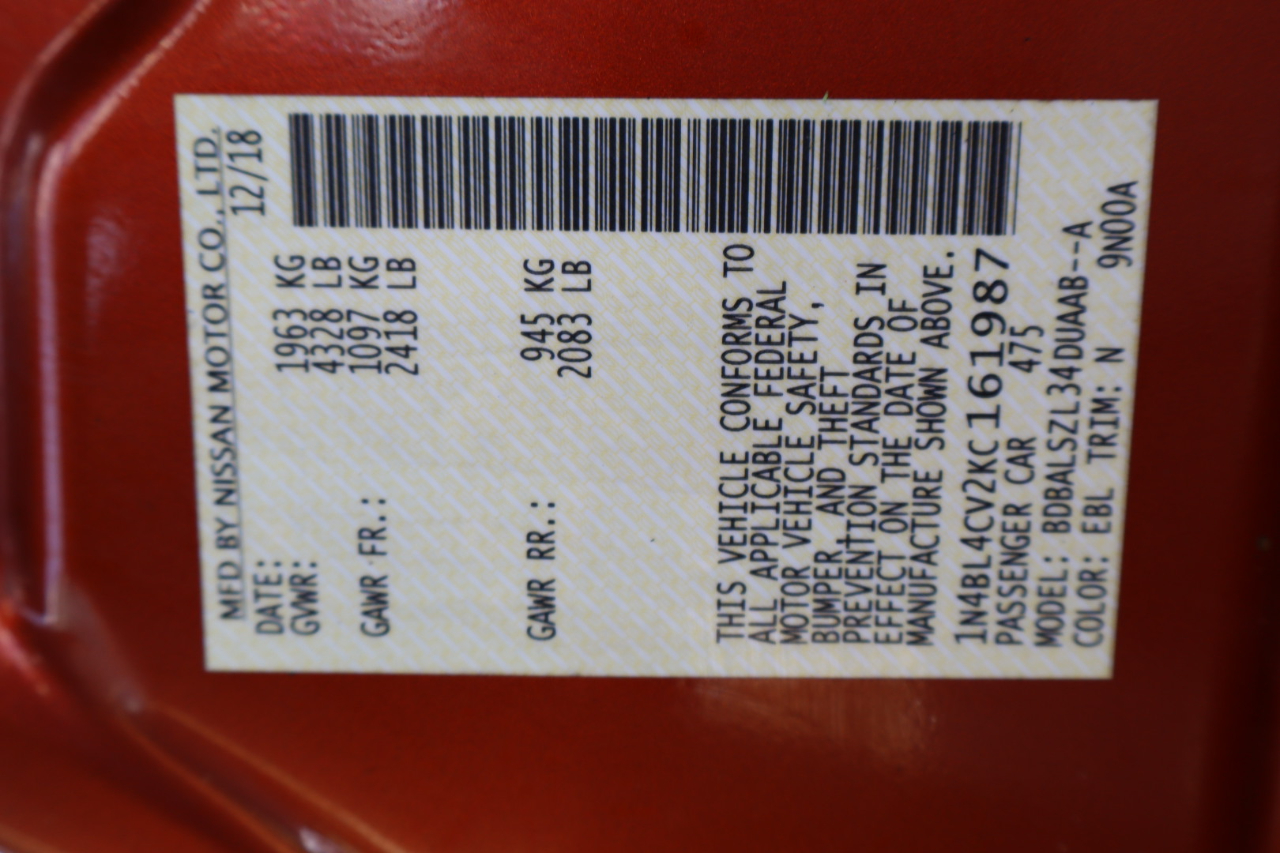 MFD BY NISSAN MOTOR CO., LTD.
DATE: 12/18
GVWR: 1963 KG
4328 LB
GAWR FR.: 1097 KG
2418 LB
GAWR RR.: 945 KG
2083 LB
THIS VEHICLE CONFORMS TO
ALL APPLICABLE FEDERAL
MOTOR VEHICLE SAFETY,
BUMPER, AND THEFT
PREVENTION STANDARDS IN
EFFECT ON THE DATE OF
MANUFACTURE SHOWN ABOVE.
1N4BL4CV2KC161987
PASSENGER CAR 475
MODEL: BDBALSZL34DUAAB--A
COLOR: EBL TRIM: N 9N00A